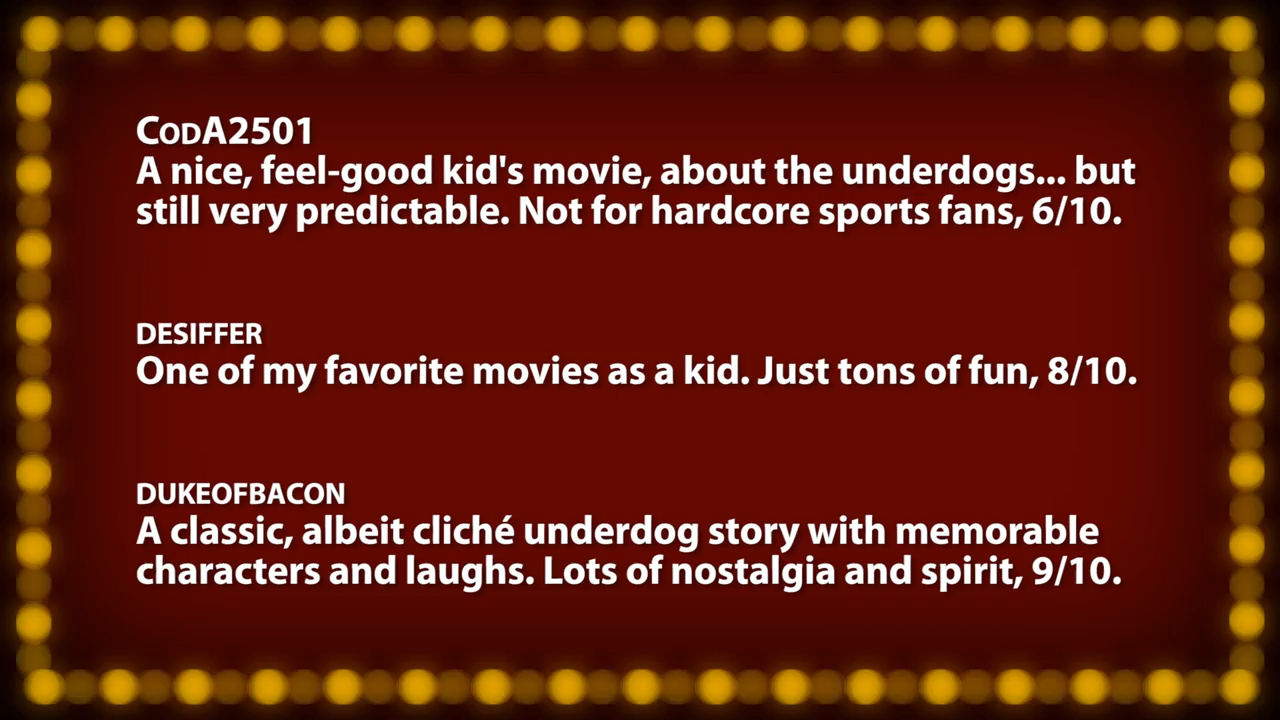 CodA2501
A nice, feel-good kid's movie, about the underdogs... but
still very predictable. Not for hardcore sports fans, 6/10.
DESIFFER
One of my favorite movies as a kid. Just tons of fun, 8/10.
DUKEOFBACON
A classic, albeit cliché underdog story with memorable
characters and laughs. Lots of nostalgia and spirit, 9/10.